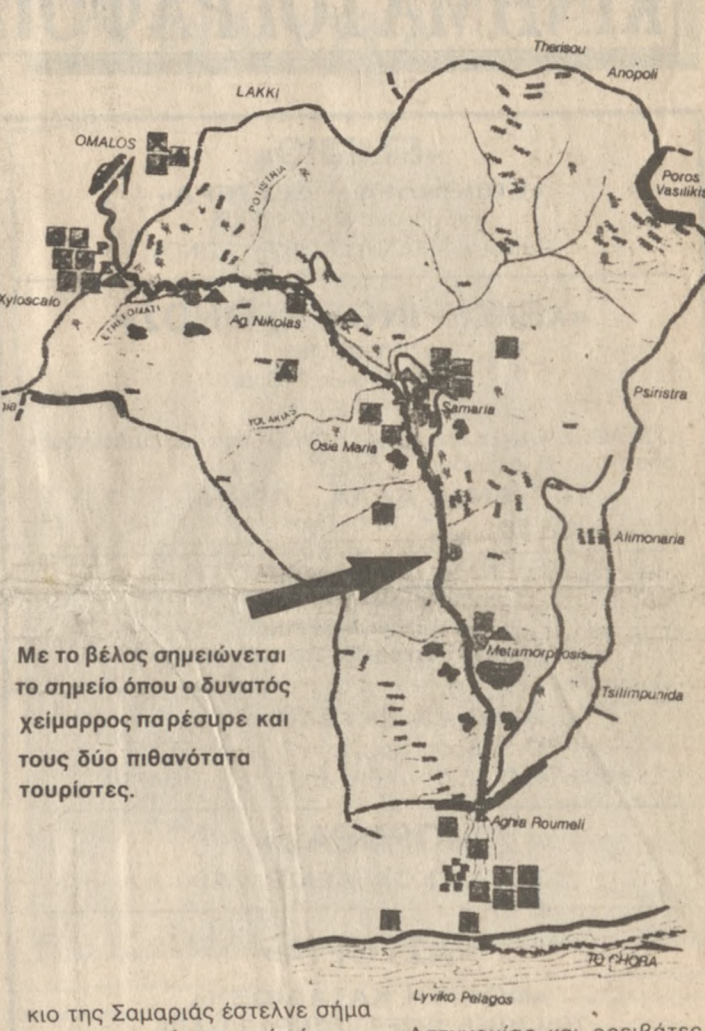 Therisou
Anopoli
LAKKI
OMALOS
Poros
Vasilikis
POTISTRIA
Xyloscalo
Ag. Nikolas
Psiristra
Samaria
Osia Maria
Alimonaria
Με το βέλος σημειώνεται
το σημείο όπου ο δυνατός
χείμαρρος παρέσυρε και
τους δύο πιθανότατα
τουρίστες.
Metamorphosis
Aghia Roumeli
TO CHORA
Lyviko Pelagos
κιο της Σαμαριάς έστελνε σήμα